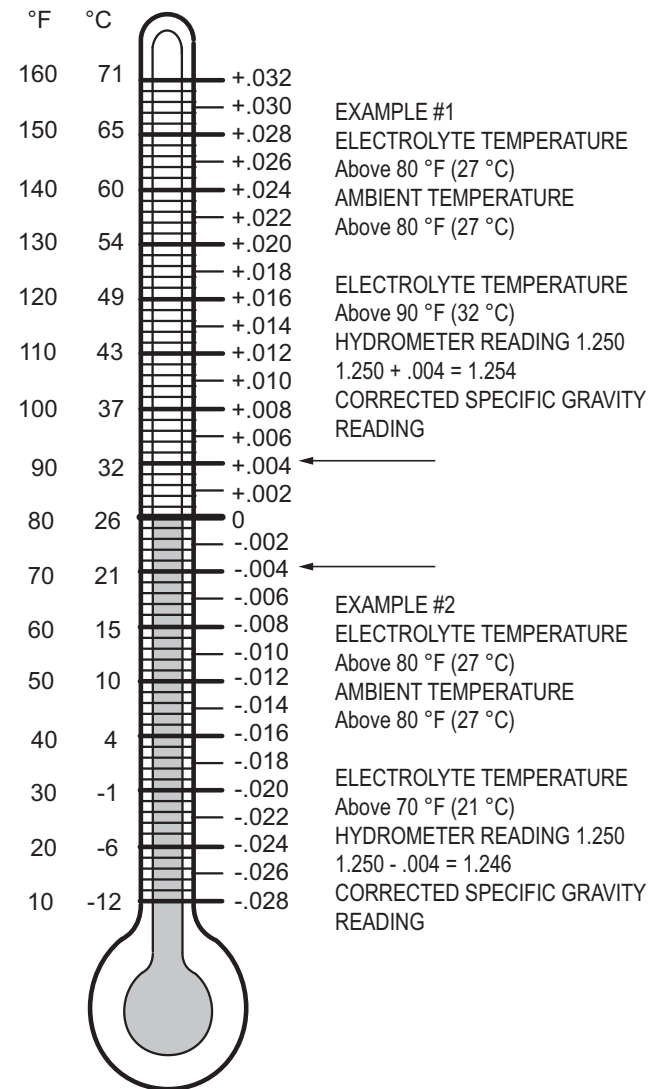 °F °C
160 71 +.032
+.030
150 65 +.028
+.026
140 60 +.024
+.022
130 54 +.020
+.018
120 49 +.016
+.014
110 43 +.012
+.010
100 37 +.008
+.006
90 32 +.004
+.002
80 26 0
-.002
70 21 -.004
-.006
60 15 -.008
-.010
50 10 -.012
-.014
40 4 -.016
-.018
30 -1 -.020
-.022
20 -6 -.024
-.026
10 -12 -.028
EXAMPLE #1
ELECTROLYTE TEMPERATURE
Above 80 °F (27 °C)
AMBIENT TEMPERATURE
Above 80 °F (27 °C)
ELECTROLYTE TEMPERATURE
Above 90 °F (32 °C)
HYDROMETER READING 1.250
1.250 + .004 = 1.254
CORRECTED SPECIFIC GRAVITY
READING
EXAMPLE #2
ELECTROLYTE TEMPERATURE
Above 80 °F (27 °C)
AMBIENT TEMPERATURE
Above 80 °F (27 °C)
ELECTROLYTE TEMPERATURE
Above 70 °F (21 °C)
HYDROMETER READING 1.250
1.250 - .004 = 1.246
CORRECTED SPECIFIC GRAVITY
READING